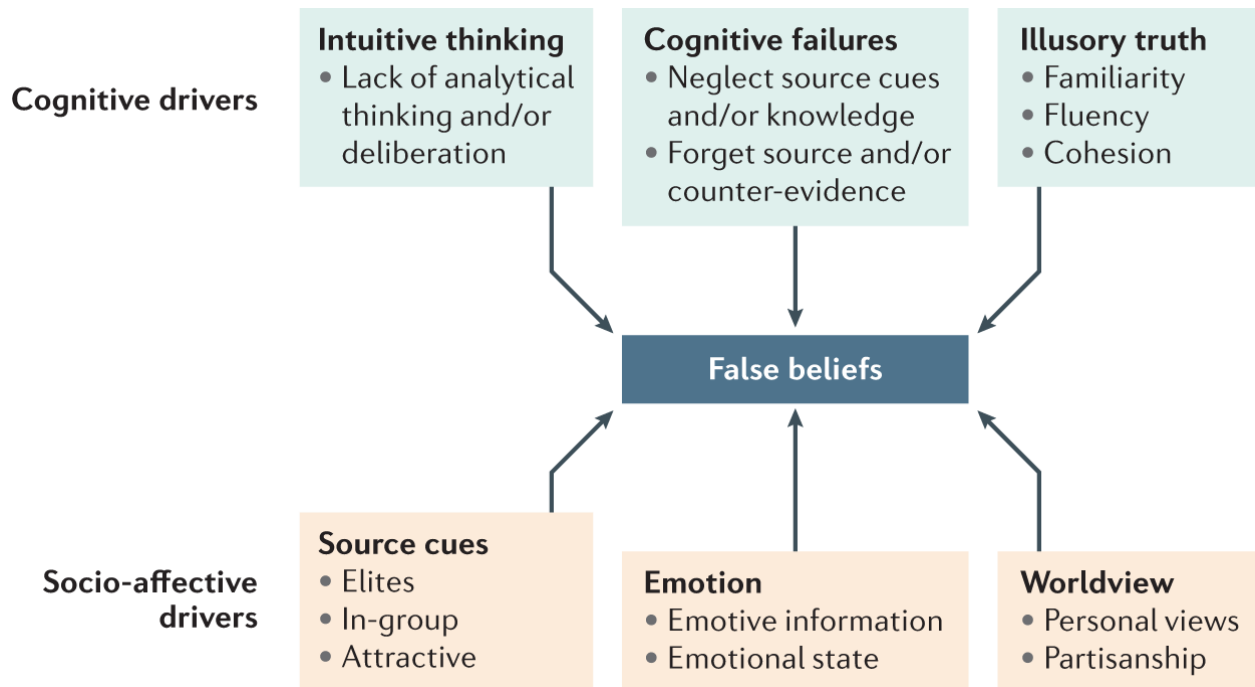 Cognitive drivers
Intuitive thinking
• Lack of analytical
thinking and/or
deliberation
Cognitive failures
• Neglect source cues
and/or knowledge
• Forget source and/or
counter-evidence
Illusory truth
• Familiarity
• Fluency
• Cohesion
False beliefs
Socio-affective
drivers
Source cues
• Elites
• In-group
• Attractive
Emotion
• Emotive information
• Emotional state
Worldview
• Personal views
• Partisanship